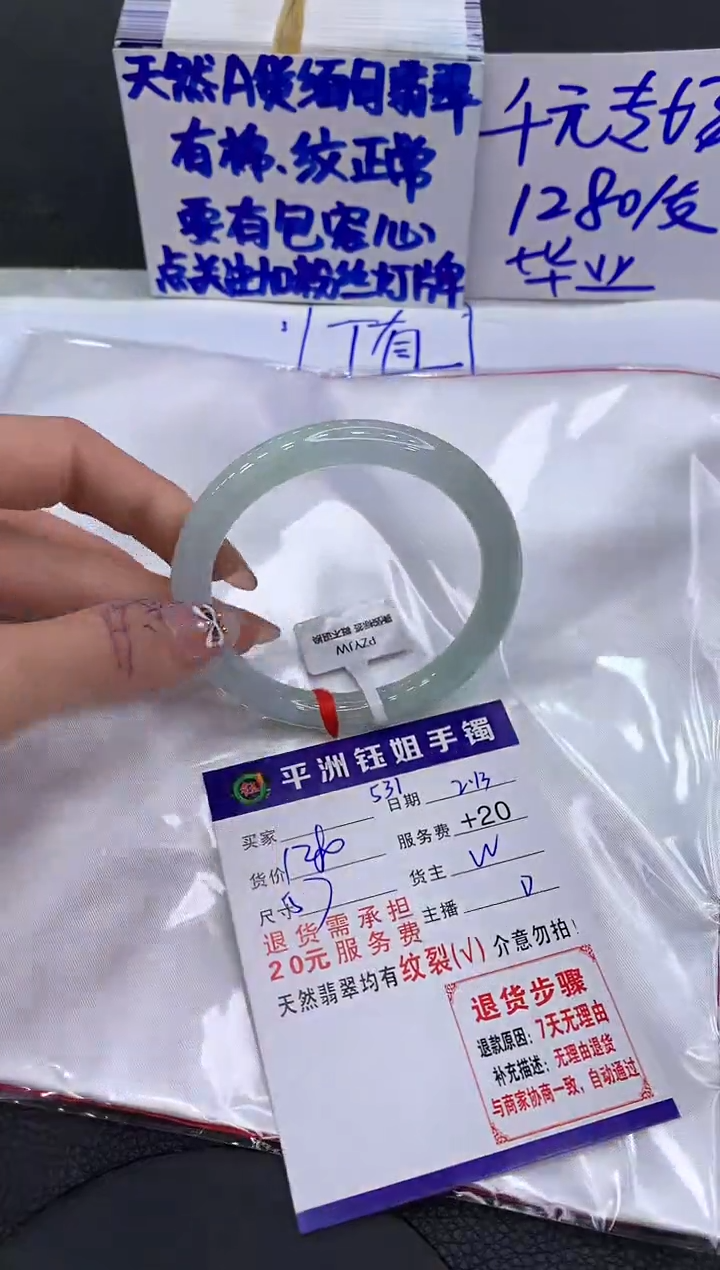 天然A货缅甸翡翠
有棉、纹正常
要有包容心
点关注加粉丝灯牌
千元专
1280/支
毕业
PZYJW
平洲钰姐手镯
531
买家
日期 2.13
货价 1280
服务费 +20
尺寸 57
货主 W
主播 D
退货需承担
20元服务费
天然翡翠均有纹裂(√)介意勿拍!
退货步骤
退款原因:7天无理由
补充描述:无理由退货
与商家协商一致,自动通过